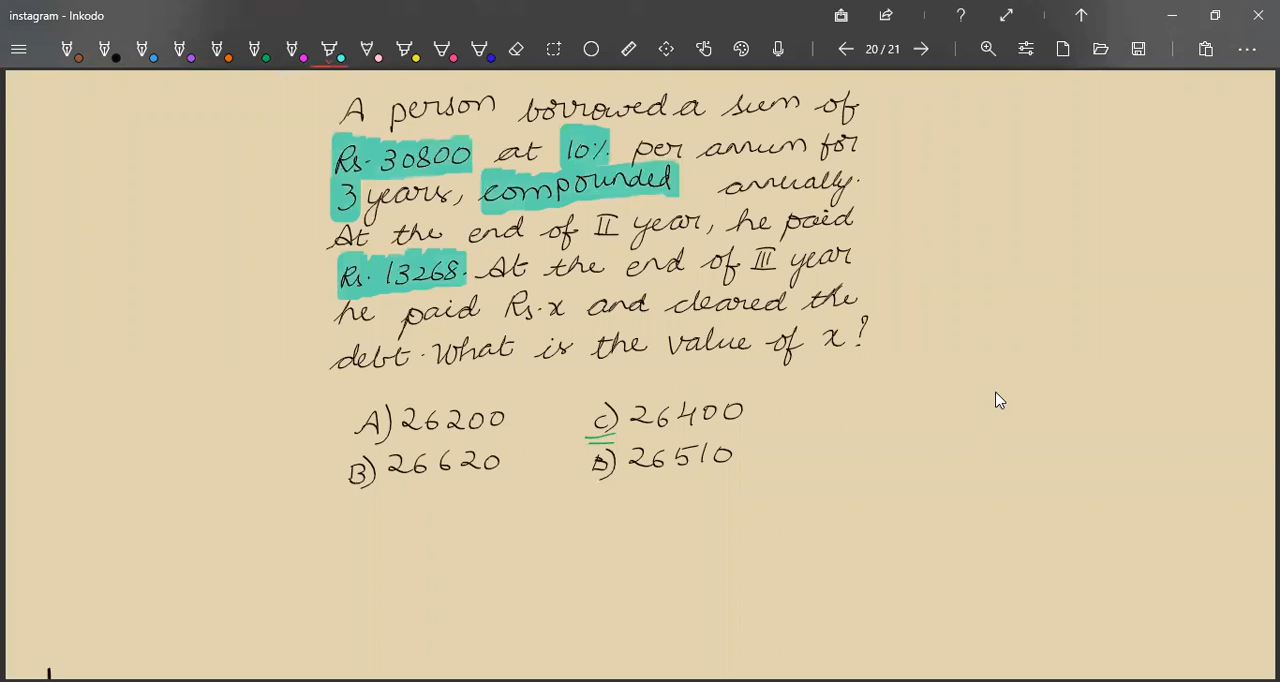 instagram - Inkodo
20/21
A person borrowed a sum of
Rs. 30800 at 10% per annum for
3 years, compounded annually.
At the end of II year, he paid
Rs. 13268. At the end of III year
he paid Rs. x and cleared the
debt. What is the value of x?
A) 26200 C) 26400
B) 26620 D) 26510